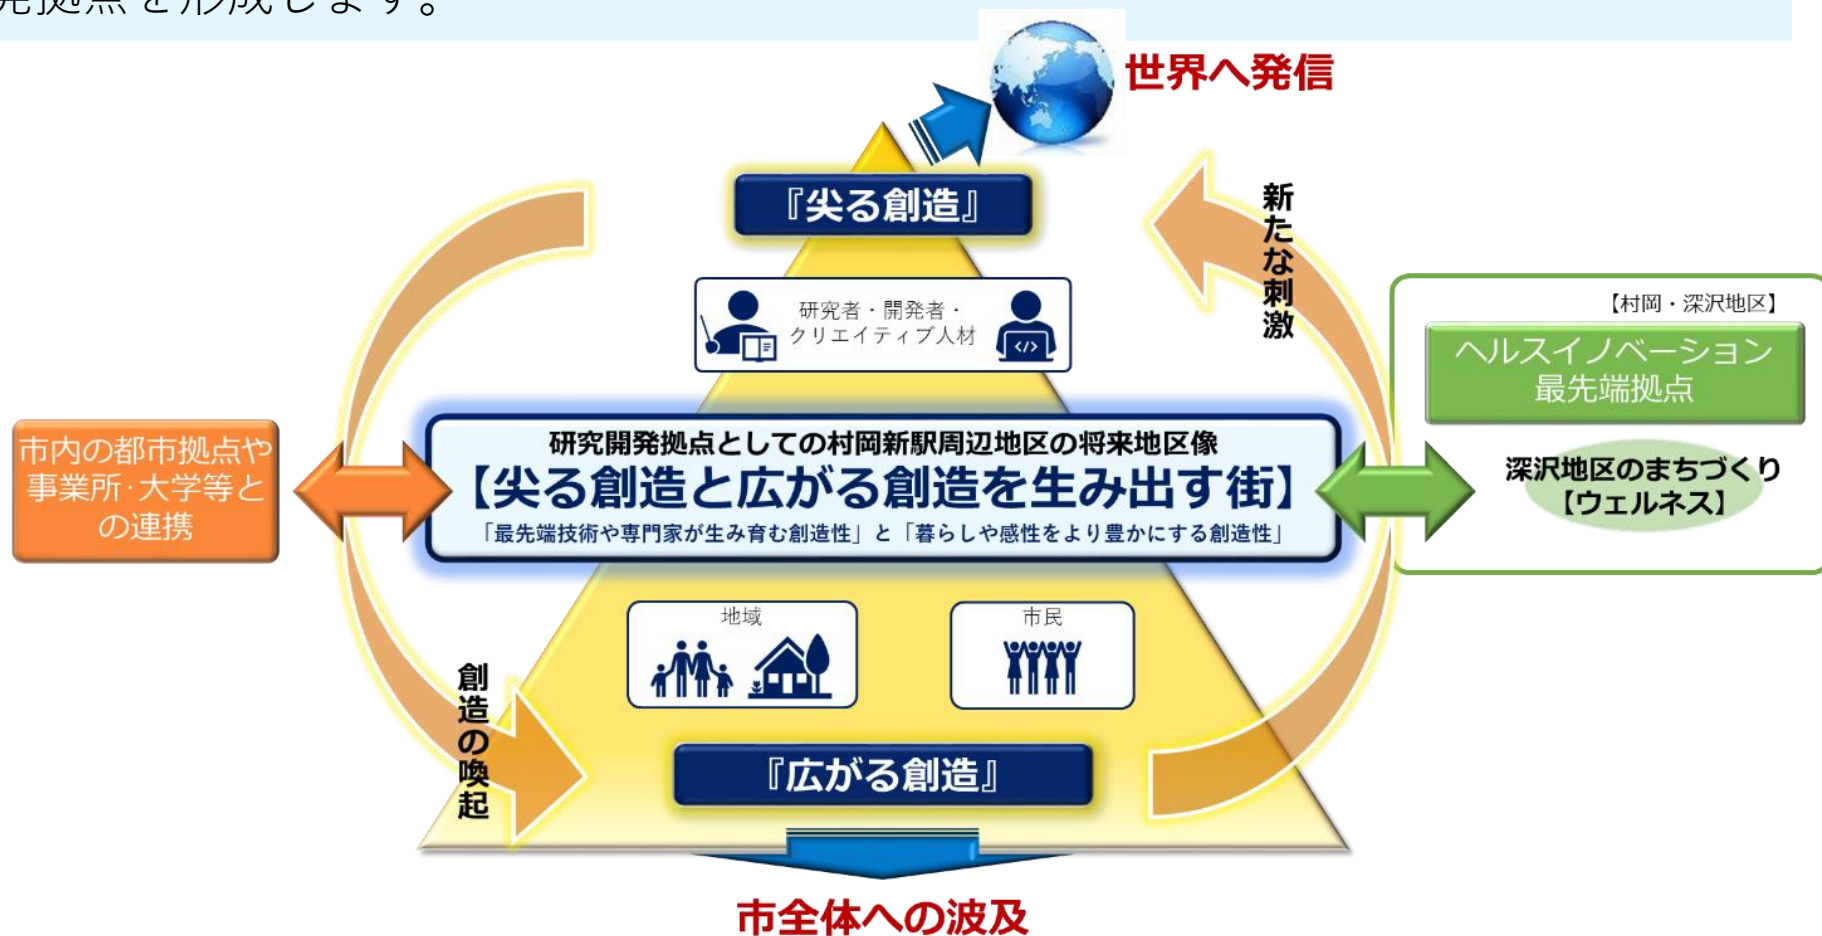 発拠点を形成します。
世界へ発信
『尖る創造』
新たな刺激
研究者・開発者・
クリエイティブ人材
</>
【村岡・深沢地区】
ヘルスイノベーション
最先端拠点
深沢地区のまちづくり
【ウェルネス】
市内の都市拠点や
事業所・大学等と
の連携
研究開発拠点としての村岡新駅周辺地区の将来地区像
【尖る創造と広がる創造を生み出す街】
「最先端技術や専門家が生み育む創造性」と「暮らしや感性をより豊かにする創造性」
地域
市民
創造の喚起
『広がる創造』
市全体への波及